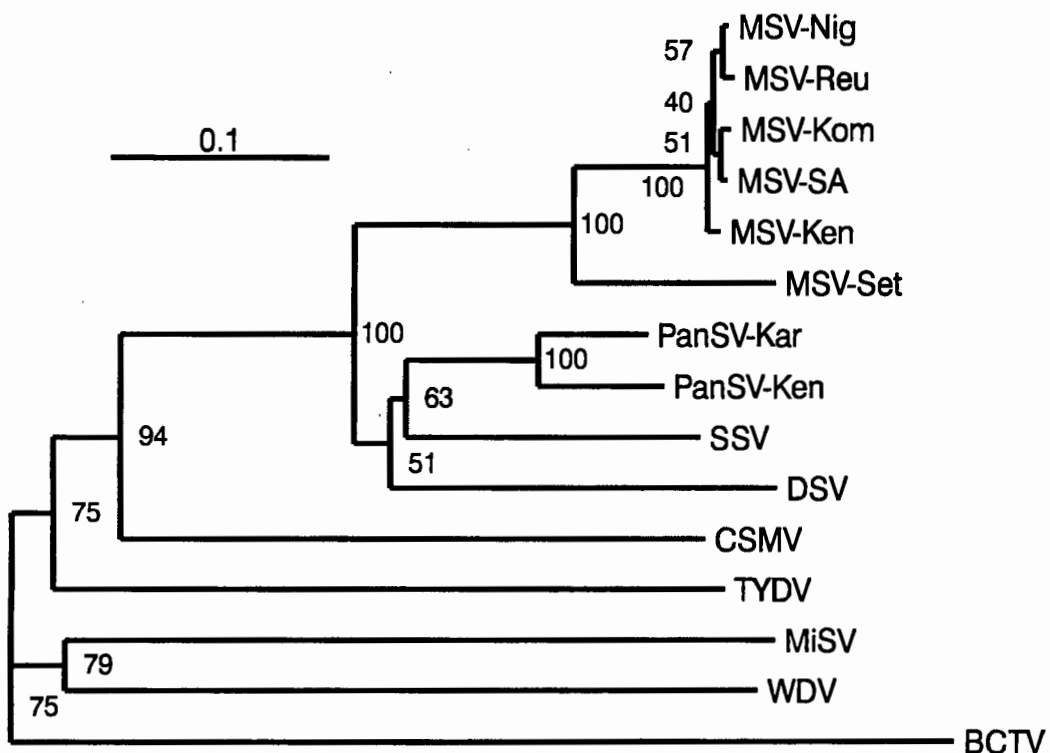 MSV-Nig
57
MSV-Reu
40
MSV-Kom
0.1
51
MSV-SA
100
MSV-Ken
100
MSV-Set
100
PanSV-Kar
100
PanSV-Ken
63
SSV
94
51
DSV
75
CSMV
TYDV
MiSV
79
WDV
75
BCTV